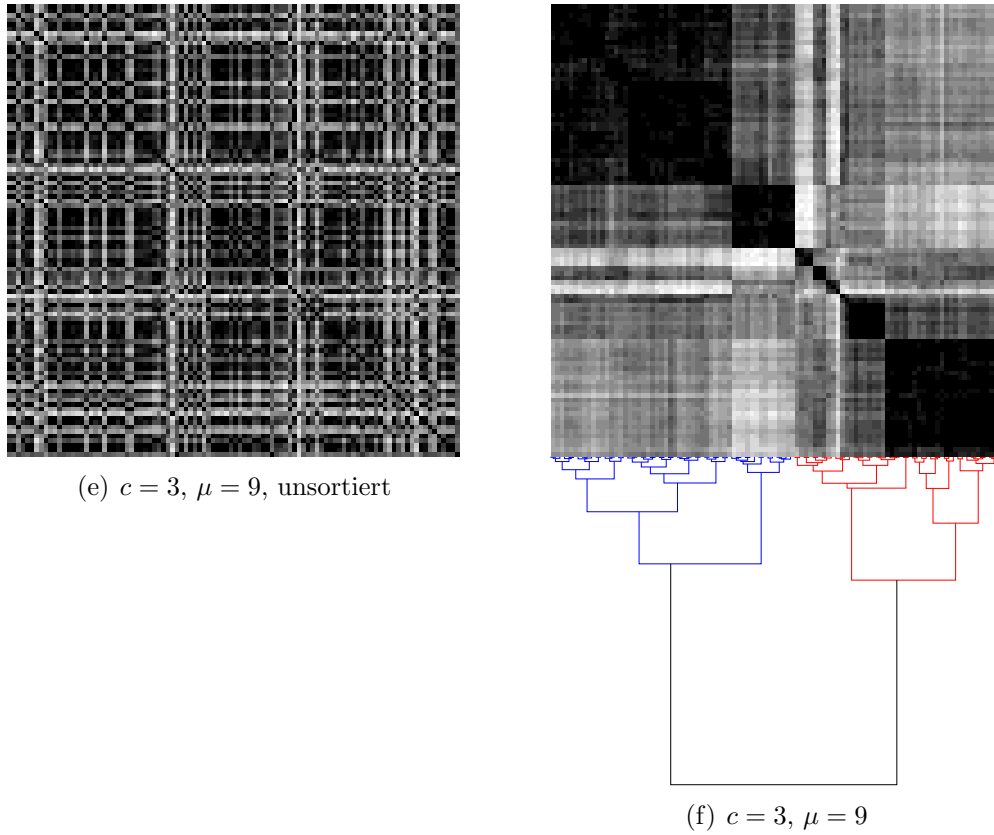 (e) c = 3, μ = 9, unsortiert
(f) c = 3, μ = 9